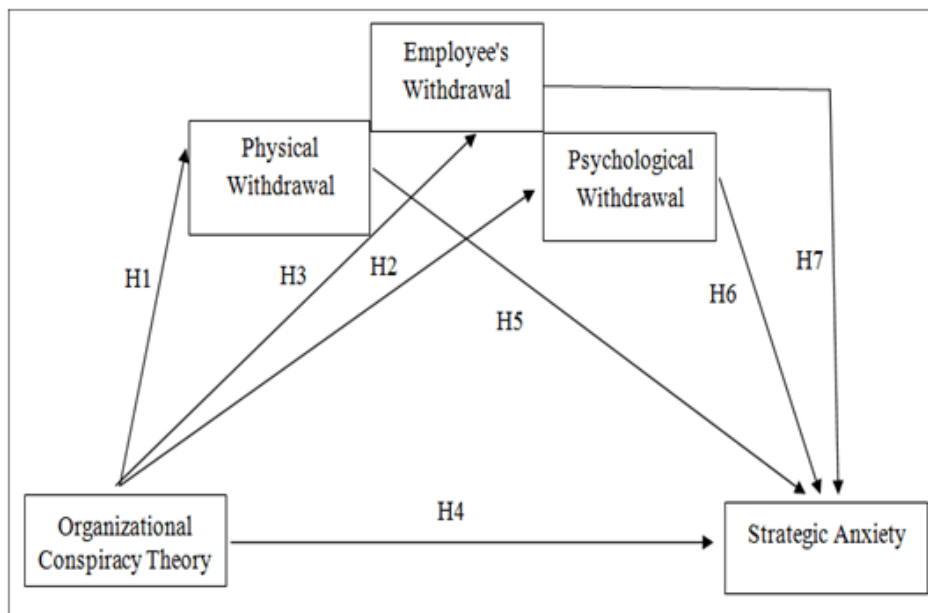 Employee's
Withdrawal
Physical
Withdrawal
Psychological
Withdrawal
H1
H3
H2
H5
H6
H7
H4
Organizational
Conspiracy Theory
Strategic Anxiety